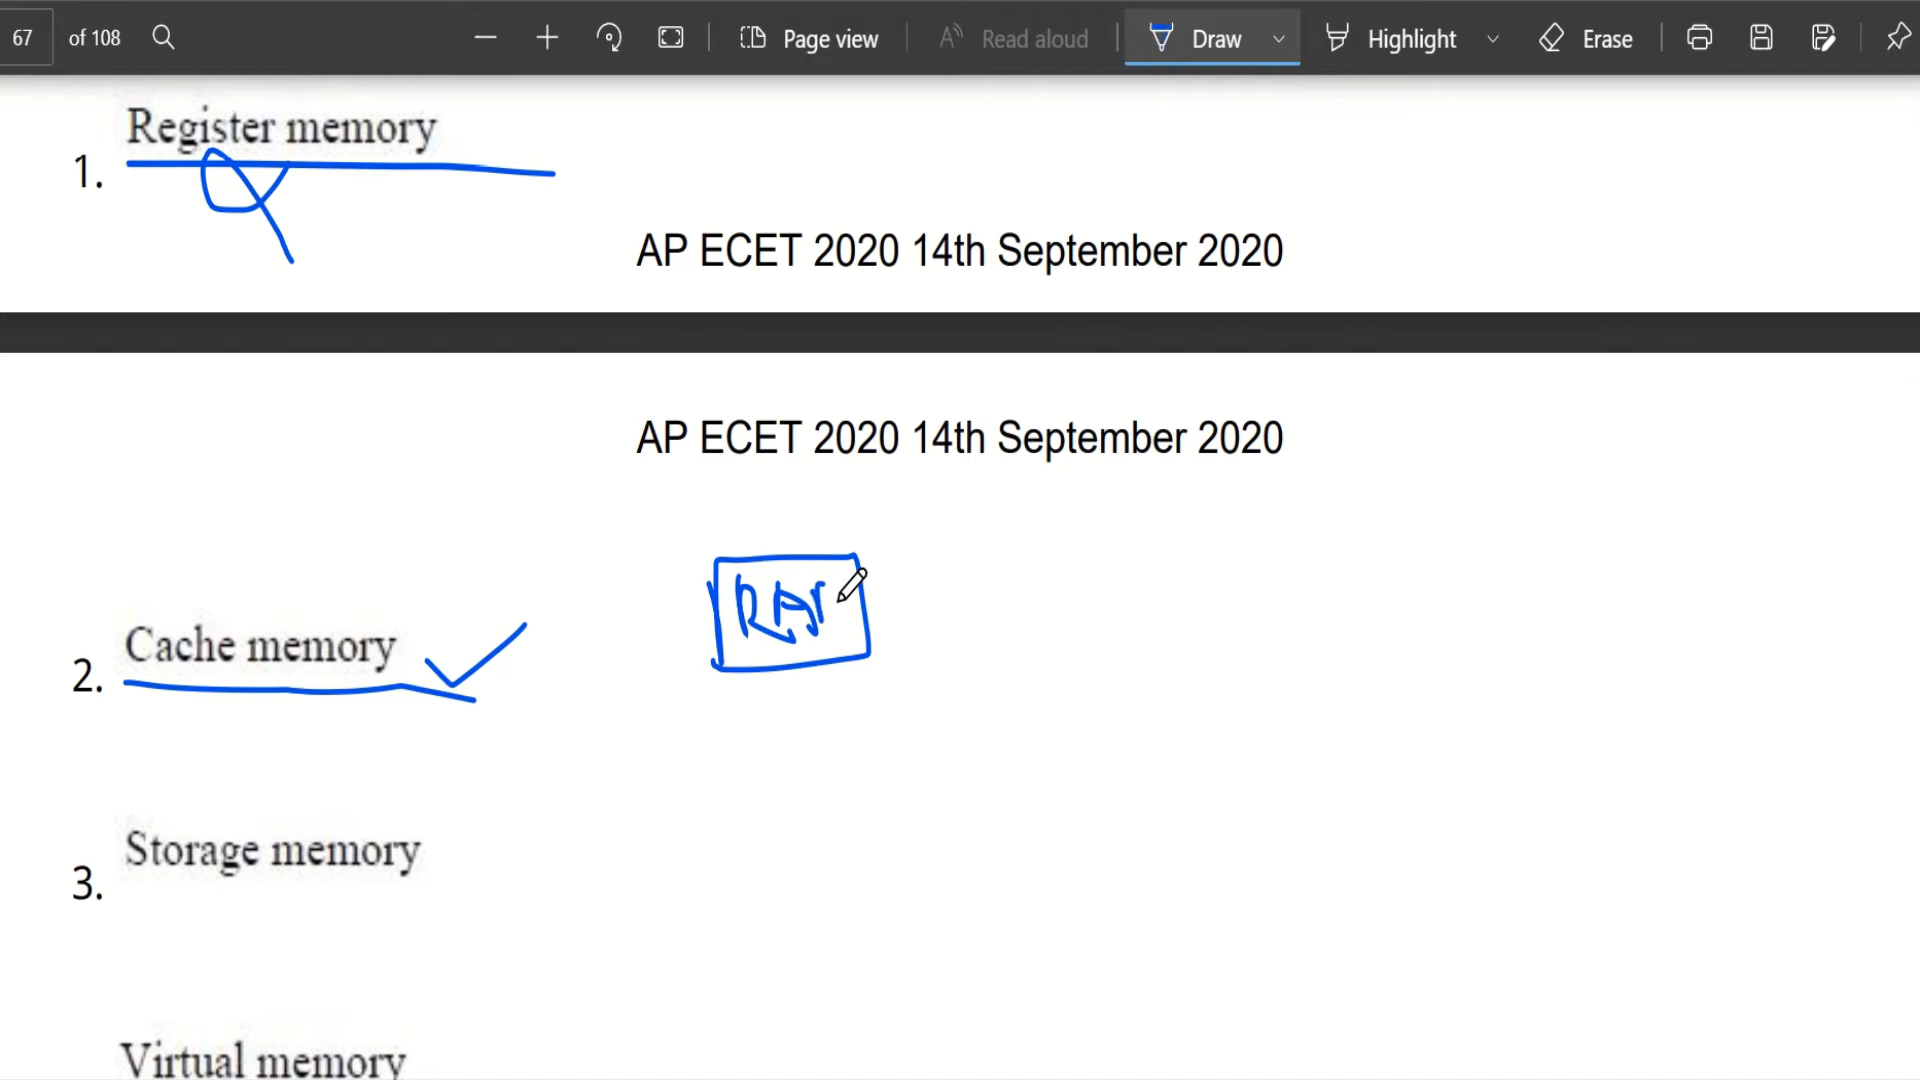 67 of 108 Page view Read aloud Draw Highlight Erase
Register memory
1.
AP ECET 2020 14th September 2020
AP ECET 2020 14th September 2020
Cache memory
2.
Storage memory
3.
Virtual memory